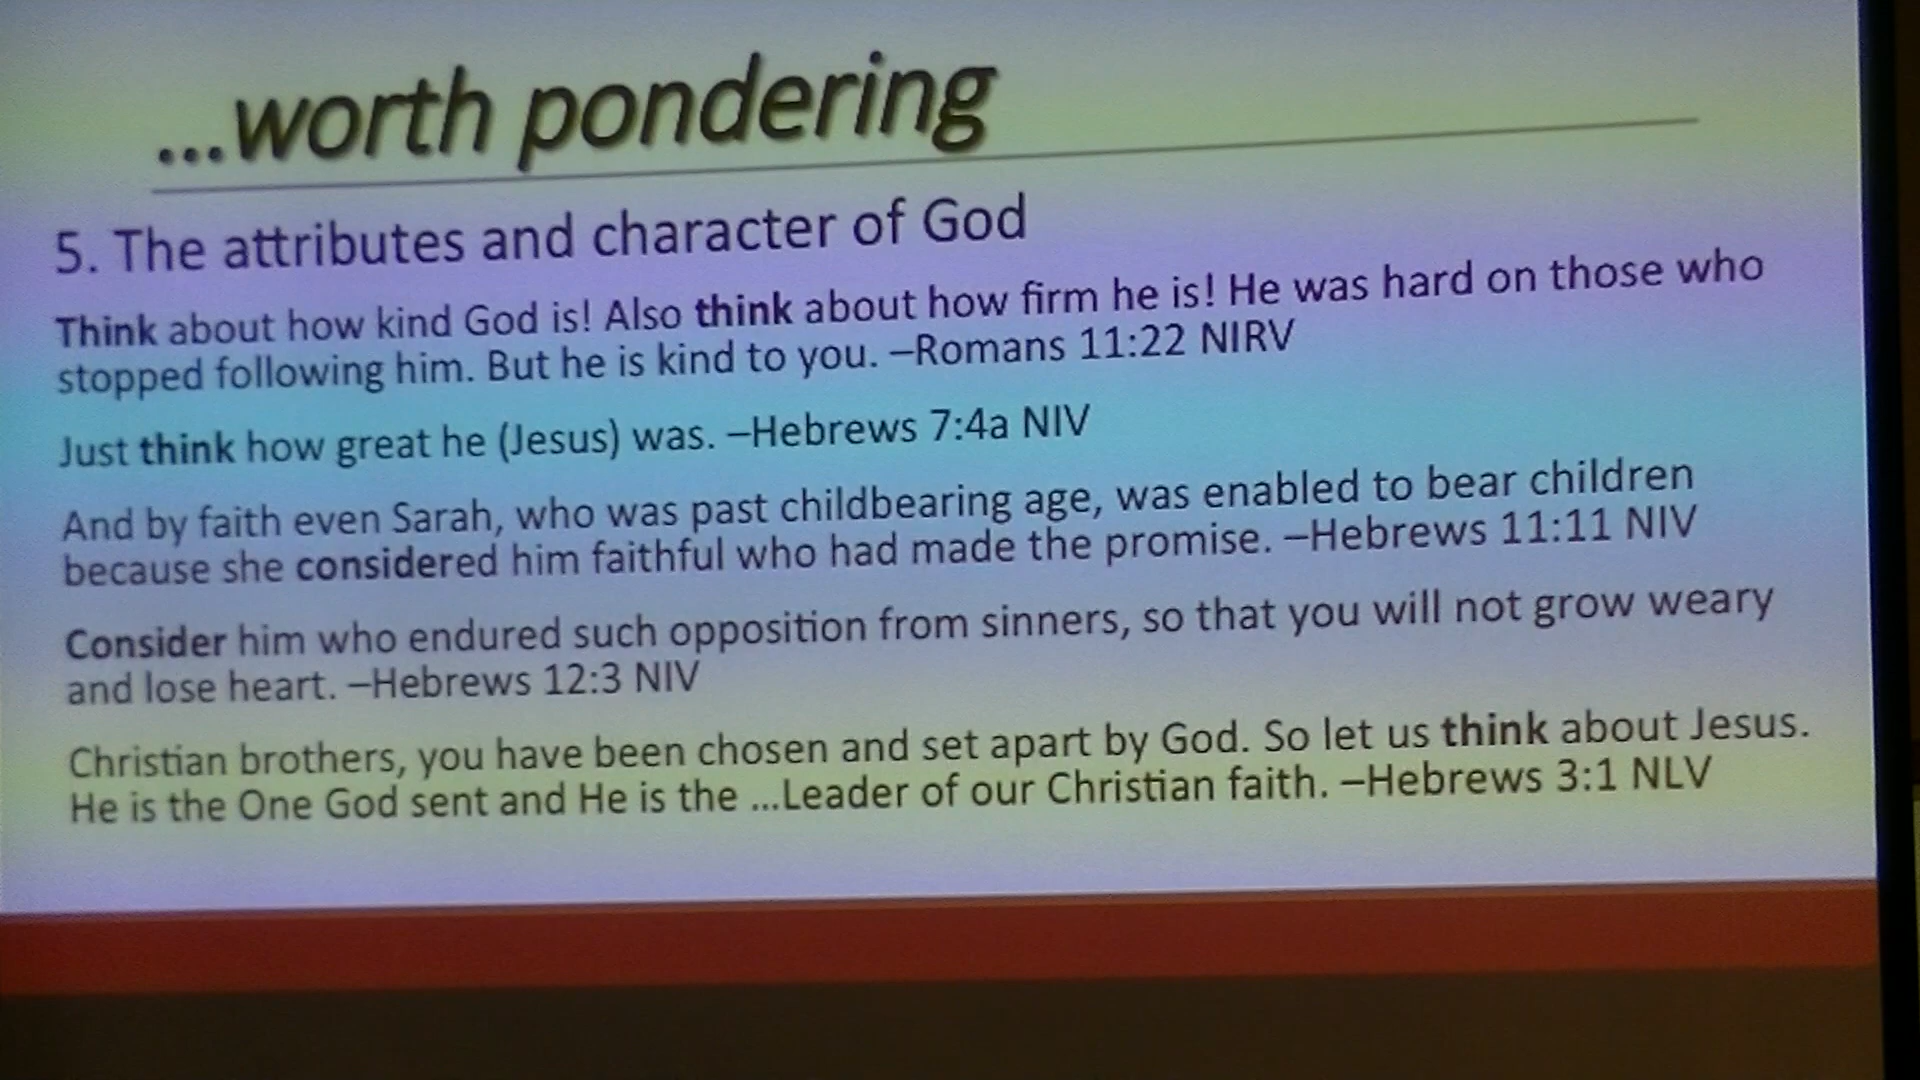 ...worth pondering
5. The attributes and character of God
Think about how kind God is! Also think about how firm he is! He was hard on those who
stopped following him. But he is kind to you. –Romans 11:22 NIRV
Just think how great he (Jesus) was. –Hebrews 7:4a NIV
And by faith even Sarah, who was past childbearing age, was enabled to bear children
because she considered him faithful who had made the promise. –Hebrews 11:11 NIV
Consider him who endured such opposition from sinners, so that you will not grow weary
and lose heart. –Hebrews 12:3 NIV
Christian brothers, you have been chosen and set apart by God. So let us think about Jesus.
He is the One God sent and He is the ...Leader of our Christian faith. –Hebrews 3:1 NLV